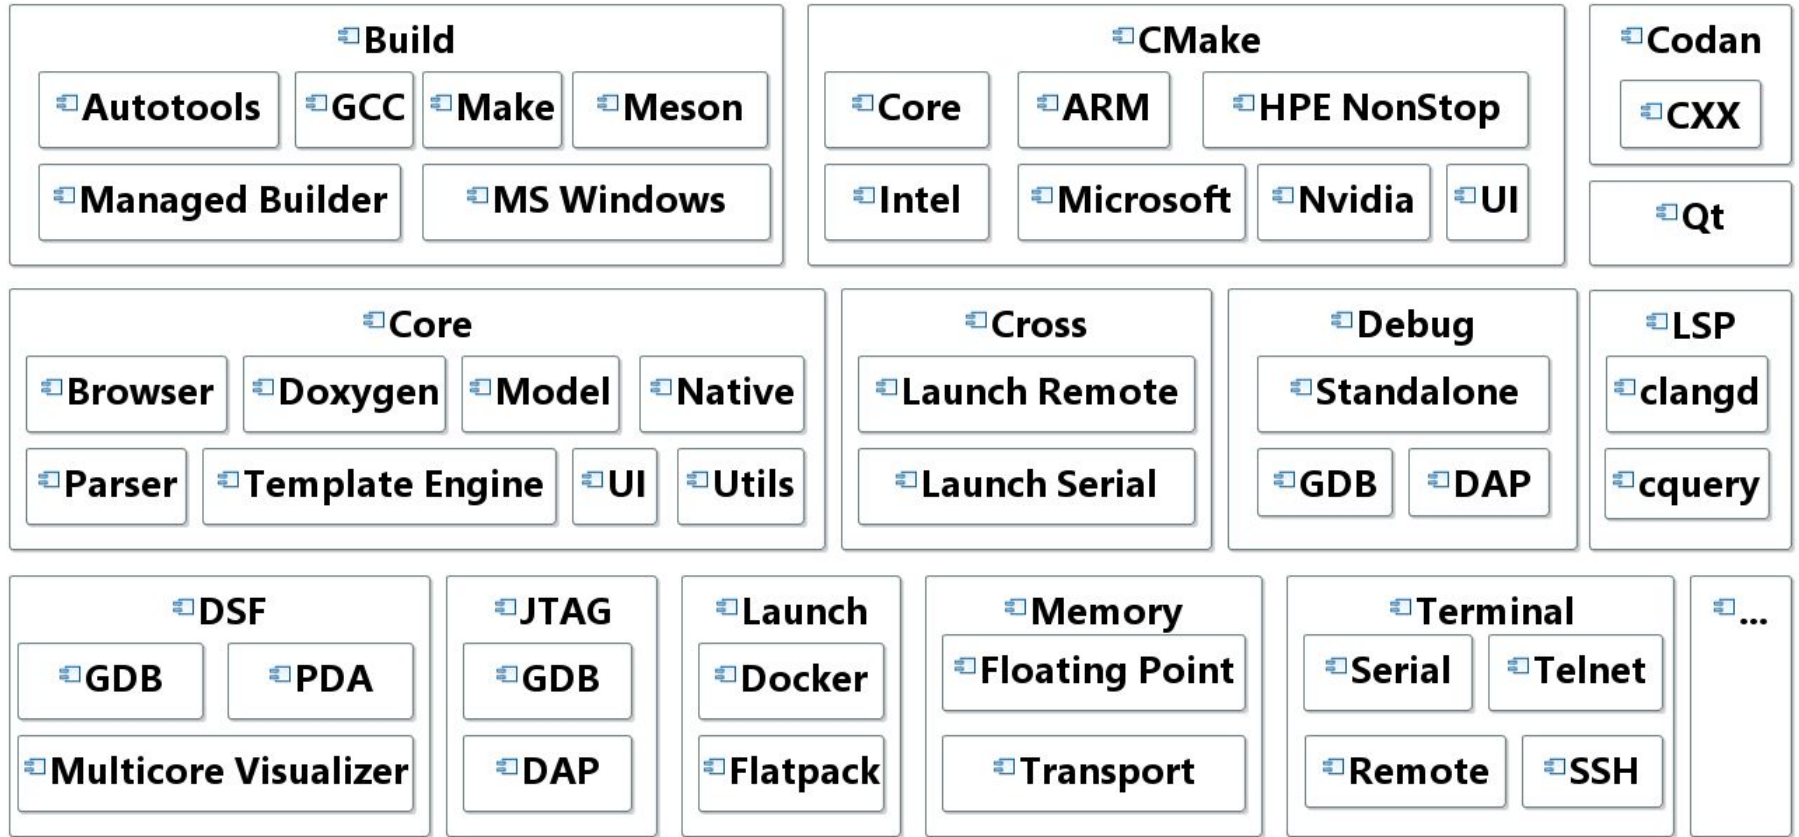 Build
Autotools
GCC
Make
Meson
Managed Builder
MS Windows
CMake
Core
ARM
HPE NonStop
Intel
Microsoft
Nvidia
UI
Codan
CXX
Qt
Core
Browser
Doxygen
Model
Native
Parser
Template Engine
UI
Utils
Cross
Launch Remote
Launch Serial
Debug
Standalone
GDB
DAP
LSP
clangd
cquery
DSF
GDB
PDA
Multicore Visualizer
JTAG
GDB
DAP
Launch
Docker
Flatpack
Memory
Floating Point
Transport
Terminal
Serial
Telnet
Remote
SSH
...